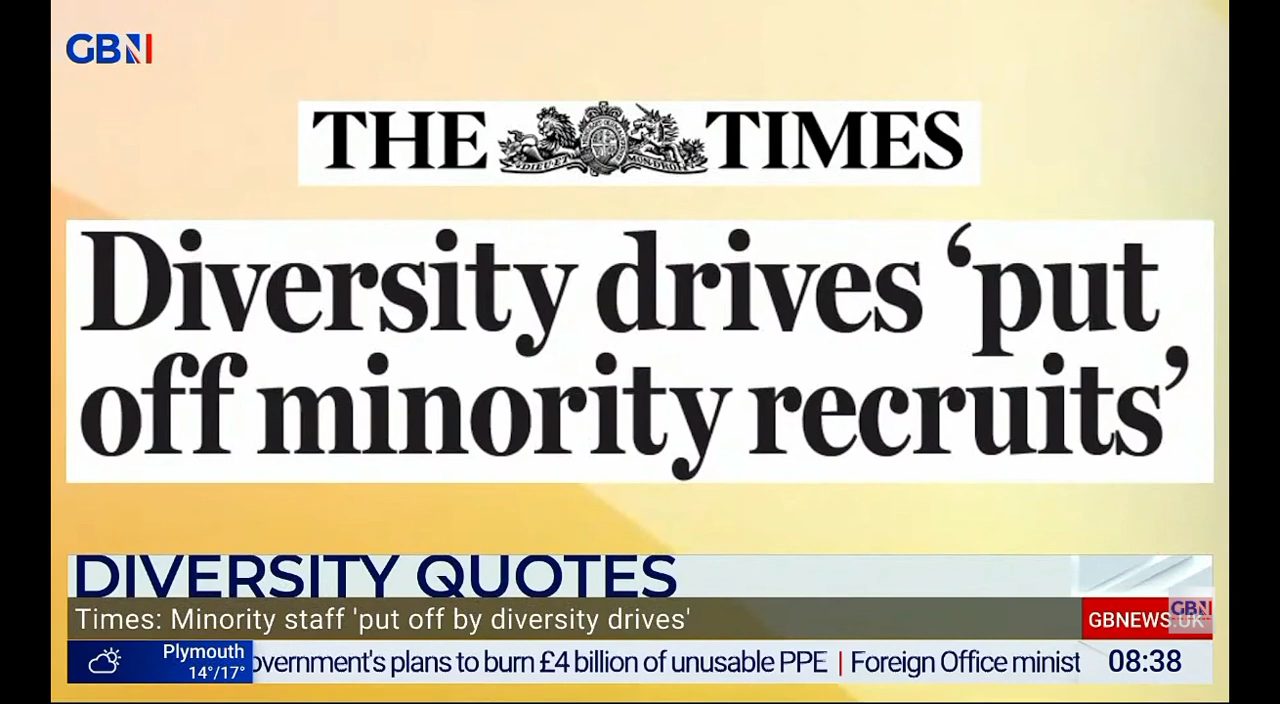 GBN
THE TIMES
DIEU ET MON DROIT
Diversity drives ‘put
off minority recruits’
DIVERSITY QUOTES
Times: Minority staff 'put off by diversity drives'
GBNEWS.UK
GBN
Plymouth
14°/17°
overnment's plans to burn £4 billion of unusable PPE | Foreign Office minist
08:38